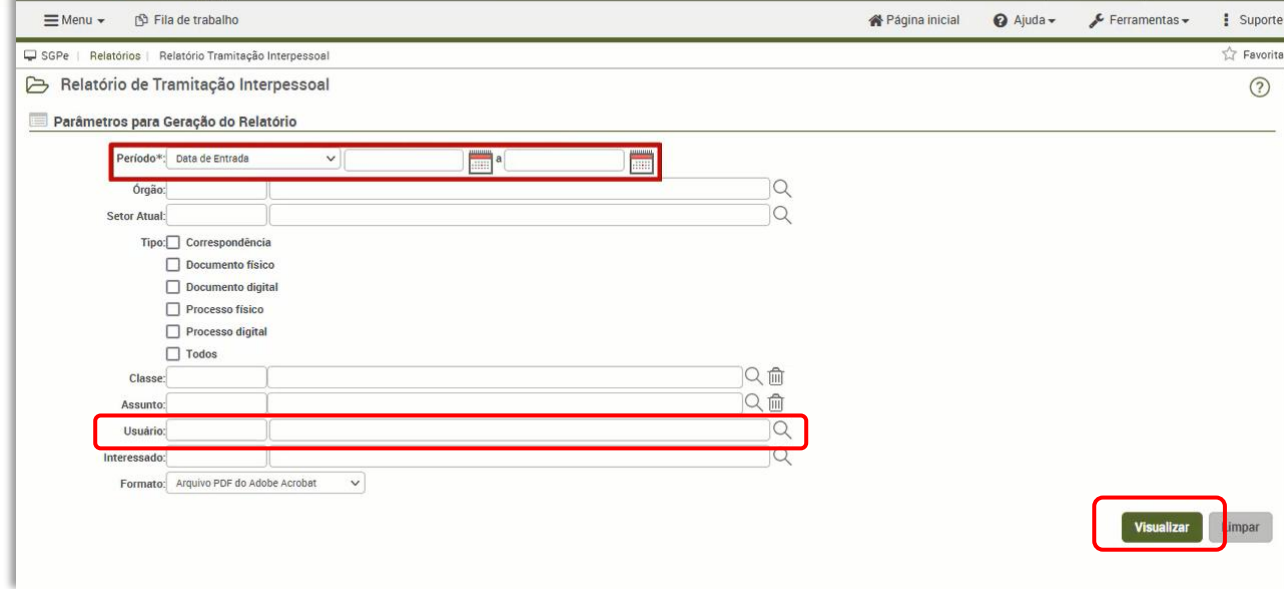 Menu Fila de trabalho Página inicial Ajuda Ferramentas Suporte
SGPe | Relatórios | Relatório Tramitação Interpessoal Favorita
Relatório de Tramitação Interpessoal
Parâmetros para Geração do Relatório
Período*: Data de Entrada a
Órgão:
Setor Atual:
Tipo: Correspondência
Documento físico
Documento digital
Processo físico
Processo digital
Todos
Classe:
Assunto:
Usuário:
Interessado:
Formato: Arquivo PDF do Adobe Acrobat
Visualizar Limpar